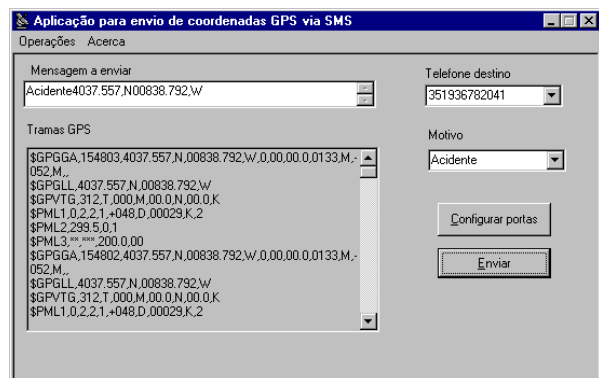 Aplicação para envio de coordenadas GPS via SMS
Operações Acerca
Mensagem a enviar
Acidente4037.557,N00838.792,W
Telefone destino
351936782041
Tramas GPS
Motivo
Acidente
$GPGGA,154803,4037.557,N,00838.792,W,0,00,00.0,0133,M,-
052,M,,
$GPGLL,4037.557,N,00838.792,W
$GPVTG,312,T,000,M,00.0,N,00.0,K
$PML1,0,2,2,1,+048,D,00029,K,2
$PML2,299.5,0,1
$PML3,**,***,200.0,00
$GPGGA,154802,4037.557,N,00838.792,W,0,00,00.0,0133,M,-
052,M,,
$GPGLL,4037.557,N,00838.792,W
$GPVTG,312,T,000,M,00.0,N,00.0,K
$PML1,0,2,2,1,+048,D,00029,K,2
Configurar portas
Enviar